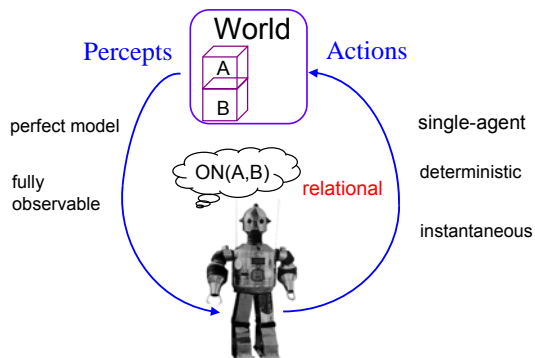 World
Percepts
Actions
A
B
perfect model
single-agent
ON(A,B)
deterministic
relational
fully
observable
instantaneous